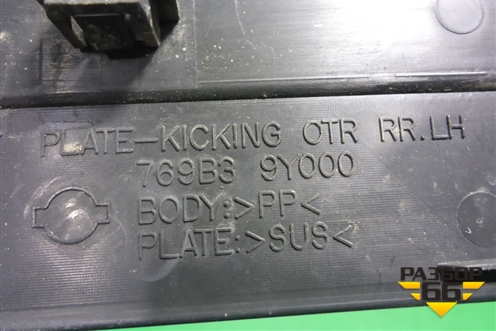 PLATE-KICKING OTR RR.LH
769B3 9Y000
BODY:>PP<
PLATE:>SUS<
РАЗБОР
66